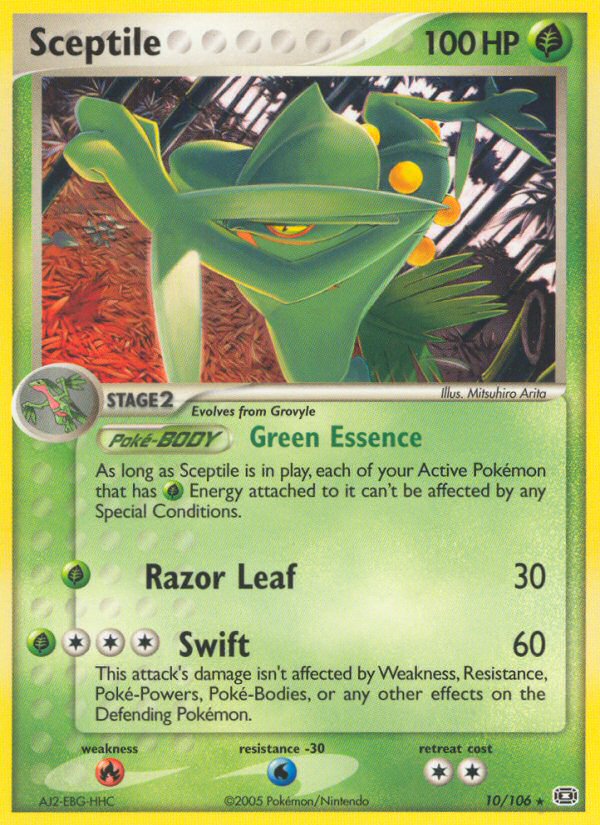 Sceptile
100 HP
Illus. Mitsuhiro Arita
STAGE2
Evolves from Grovyle
Poké-BODY Green Essence
As long as Sceptile is in play, each of your Active Pokémon
that has Energy attached to it can't be affected by any
Special Conditions.
Razor Leaf 30
Swift 60
This attack's damage isn't affected by Weakness, Resistance,
Poké-Powers, Poké-Bodies, or any other effects on the
Defending Pokémon.
weakness resistance -30 retreat cost
AJ2-EBG-HHC ©2005 Pokémon/Nintendo 10/106 ★